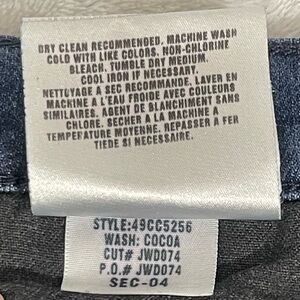 DRY CLEAN RECOMMENDED. MACHINE WASH
COLD WITH LIKE COLORS. NON-CHLORINE
BLEACH. TUMBLE DRY MEDIUM.
COOL IRON IF NECESSARY.
NETTOYAGE A SEC RECOMMANDE. LAVER EN
MACHINE A L'EAU FROIDE AVEC COULEURS
SIMILAIRES. AGENT DE BLANCHIMENT SANS
CHLORE. SECHER A LA MACHINE A
TEMPERATURE MOYENNE. REPASSER A FER
TIEDE SI NECESSAIRE.
STYLE:49CC5256
WASH: COCOA
CUT# JWD074
P.O.# JWD074
SEC-04